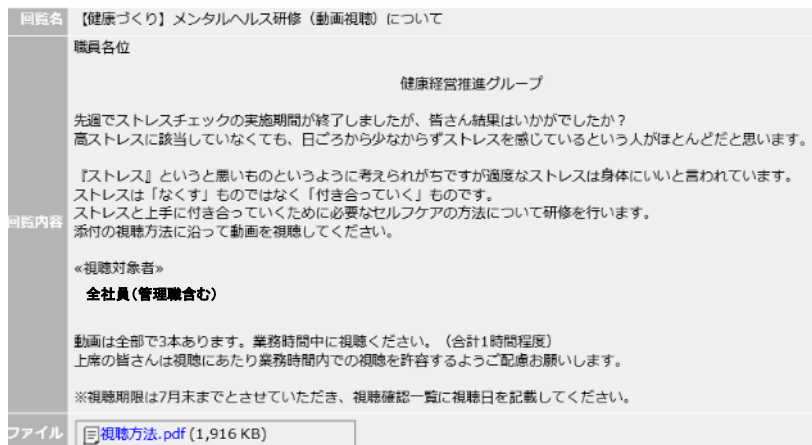 回覧名 【健康づくり】メンタルヘルス研修（動画視聴）について
職員各位
健康経営推進グループ
先週でストレスチェックの実施期間が終了しましたが、皆さん結果はいかがでしたか？
高ストレスに該当していなくても、日ごろから少なからずストレスを感じているという人がほとんどだと思います。
『ストレス』というと悪いものというように考えられがちですが適度なストレスは身体にいいと言われています。
ストレスは「なくす」ものではなく「付き合っていく」ものです。
ストレスと上手に付き合っていくために必要なセルフケアの方法について研修を行います。
回覧内容
添付の視聴方法に沿って動画を視聴してください。
«視聴対象者»
全社員（管理職含む）
動画は全部で3本あります。業務時間中に視聴ください。（合計1時間程度）
上席の皆さんは視聴にあたり業務時間内での視聴を許容するようご配慮お願いします。
※視聴期限は7月末までとさせていただき、視聴確認一覧に視聴日を記載してください。
ファイル 視聴方法.pdf (1,916 KB)